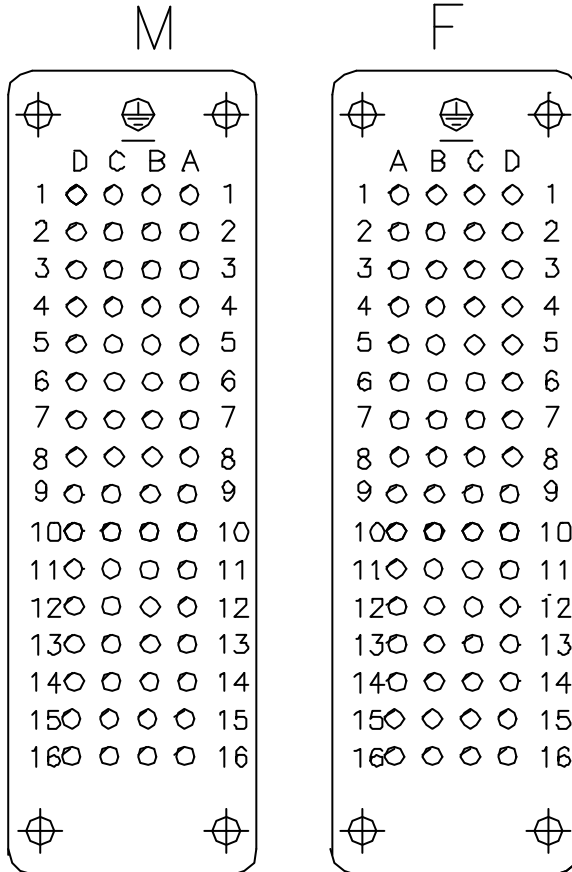 M F
D C B A A B C D
1 1 1 1
2 2 2 2
3 3 3 3
4 4 4 4
5 5 5 5
6 6 6 6
7 7 7 7
8 8 8 8
9 9 9 9
10 10 10 10
11 11 11 11
12 12 12 12
13 13 13 13
14 14 14 14
15 15 15 15
16 16 16 16